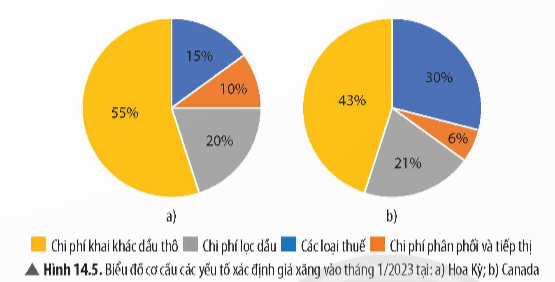 15%
10%
55%
20%
a)
30%
43%
6%
21%
b)
Chi phí khai khác dầu thô Chi phí lọc dầu Các loại thuế Chi phí phân phối và tiếp thị
▲ Hình 14.5. Biểu đồ cơ cấu các yếu tố xác định giá xăng vào tháng 1/2023 tại: a) Hoa Kỳ; b) Canada